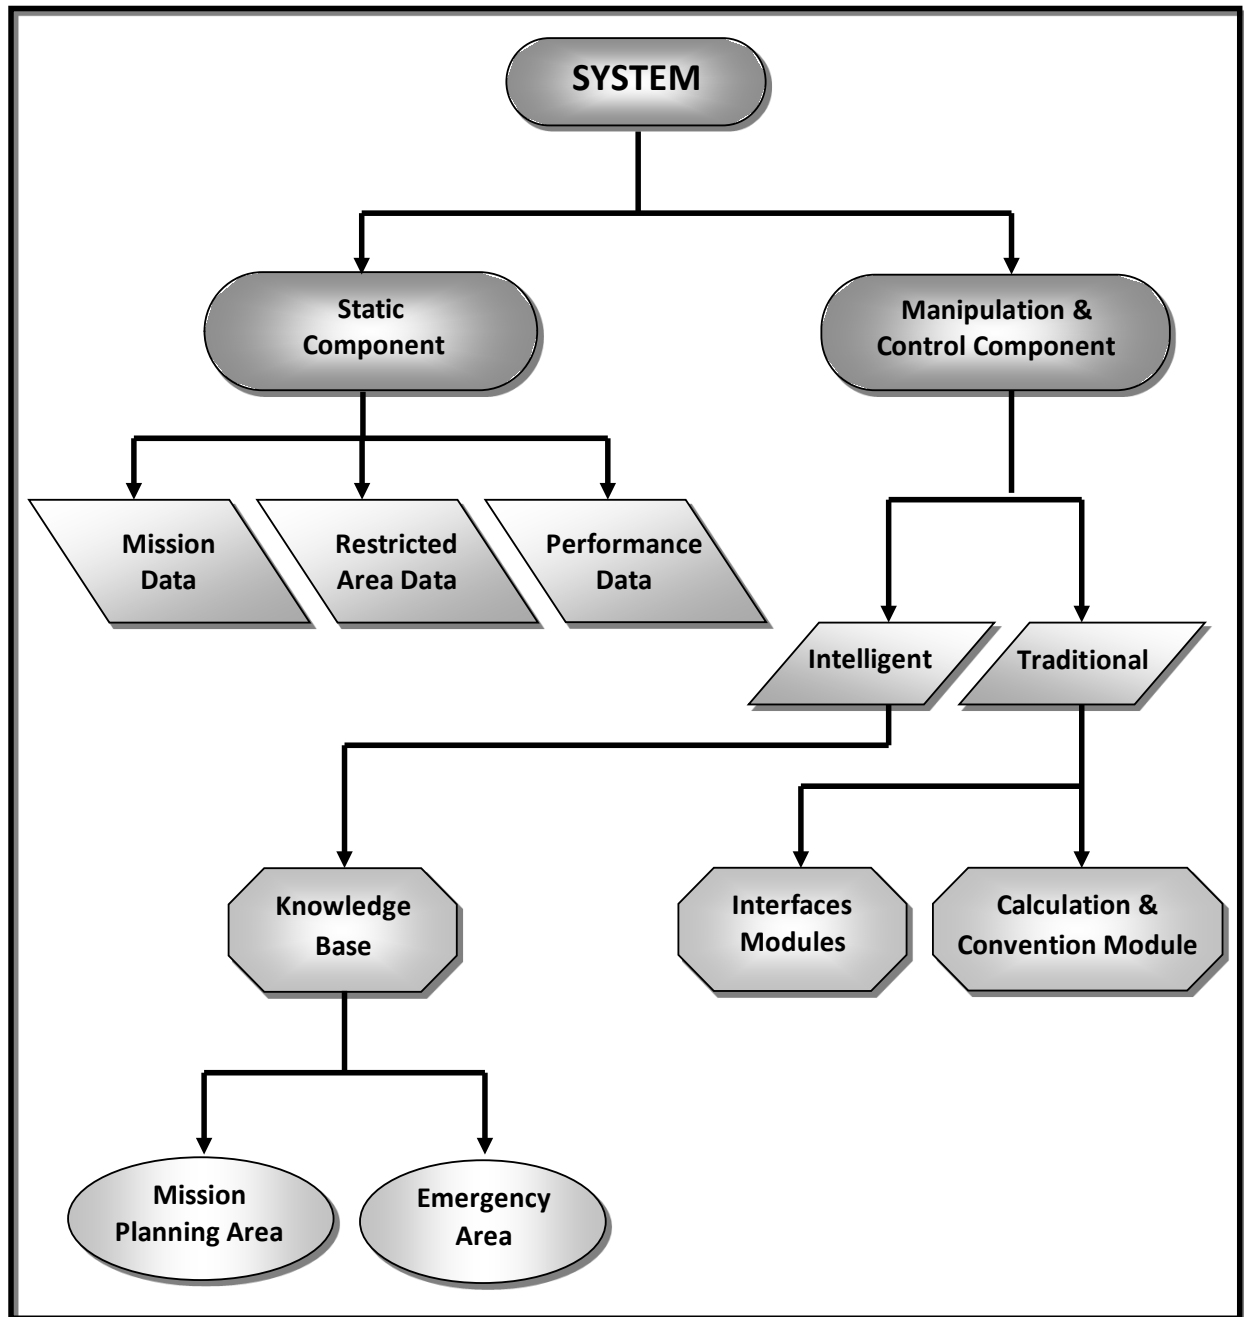 SYSTEM
Static
Component
Manipulation &
Control Component
Mission
Data
Restricted
Area Data
Performance
Data
Intelligent
Traditional
Knowledge
Base
Interfaces
Modules
Calculation &
Convention Module
Mission
Planning Area
Emergency
Area